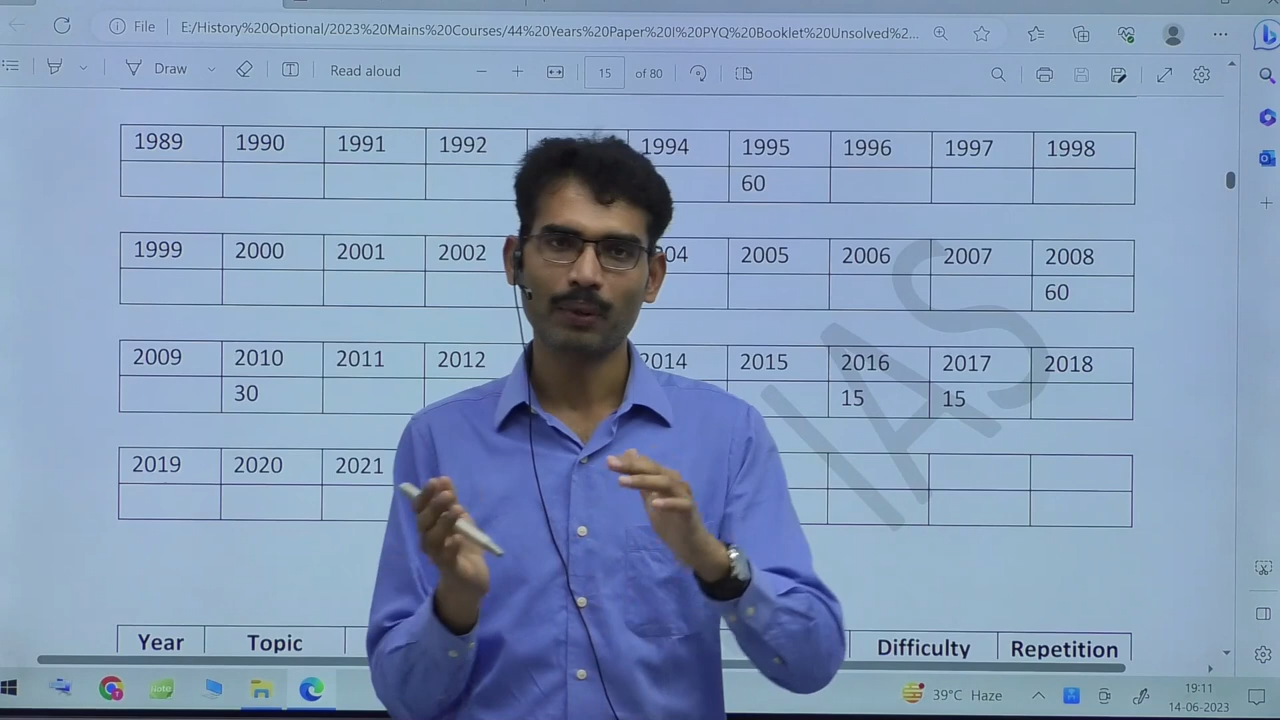 File E:/History%20Optional/2023%20Mains%20Courses/44%20Years%20Paper%20I%20PYQ%20Booklet%20Unsolved%2...
Draw Read aloud 15 of 80
1989 1990 1991 1992 1994 1995 1996 1997 1998
60
1999 2000 2001 2002 04 2005 2006 2007 2008
60
2009 2010 2011 2012 2014 2015 2016 2017 2018
30 15 15
2019 2020 2021
IAS
Year Topic Difficulty Repetition
Note
39°C Haze 19:11
14-06-2023